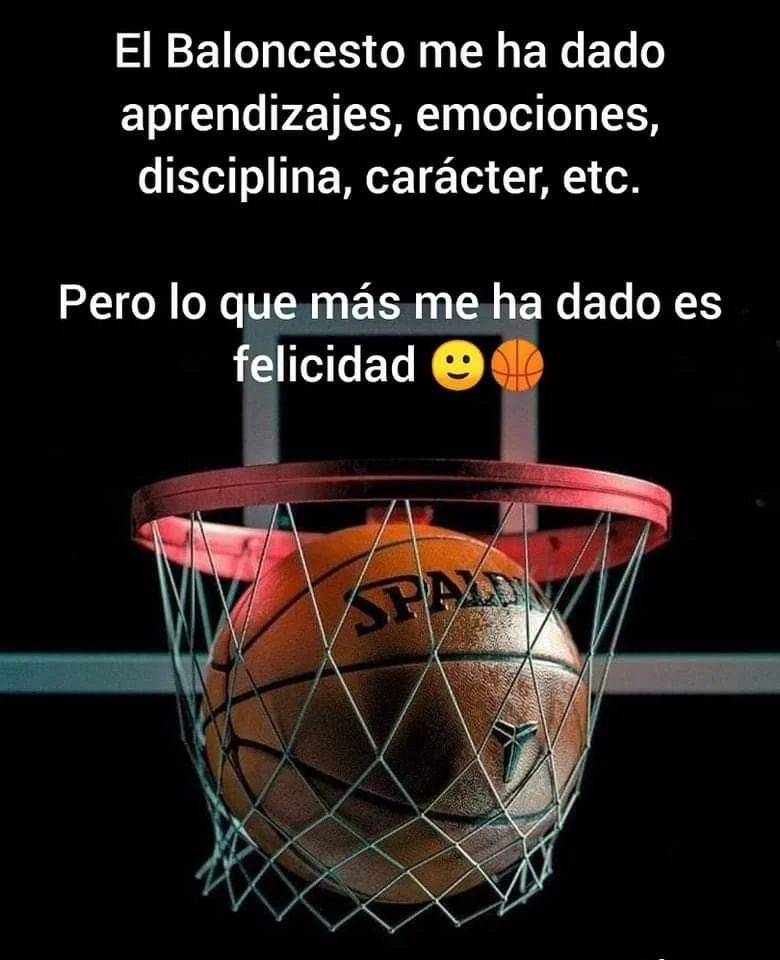 El Baloncesto me ha dado
aprendizajes, emociones,
disciplina, carácter, etc.
Pero lo que más me ha dado es
felicidad 🙂🏀